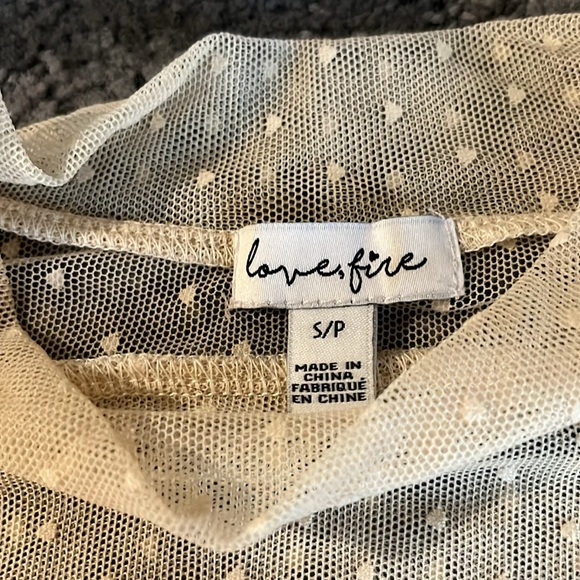 love, fire
S/P
MADE IN
CHINA
FABRIQUÉ
EN CHINE